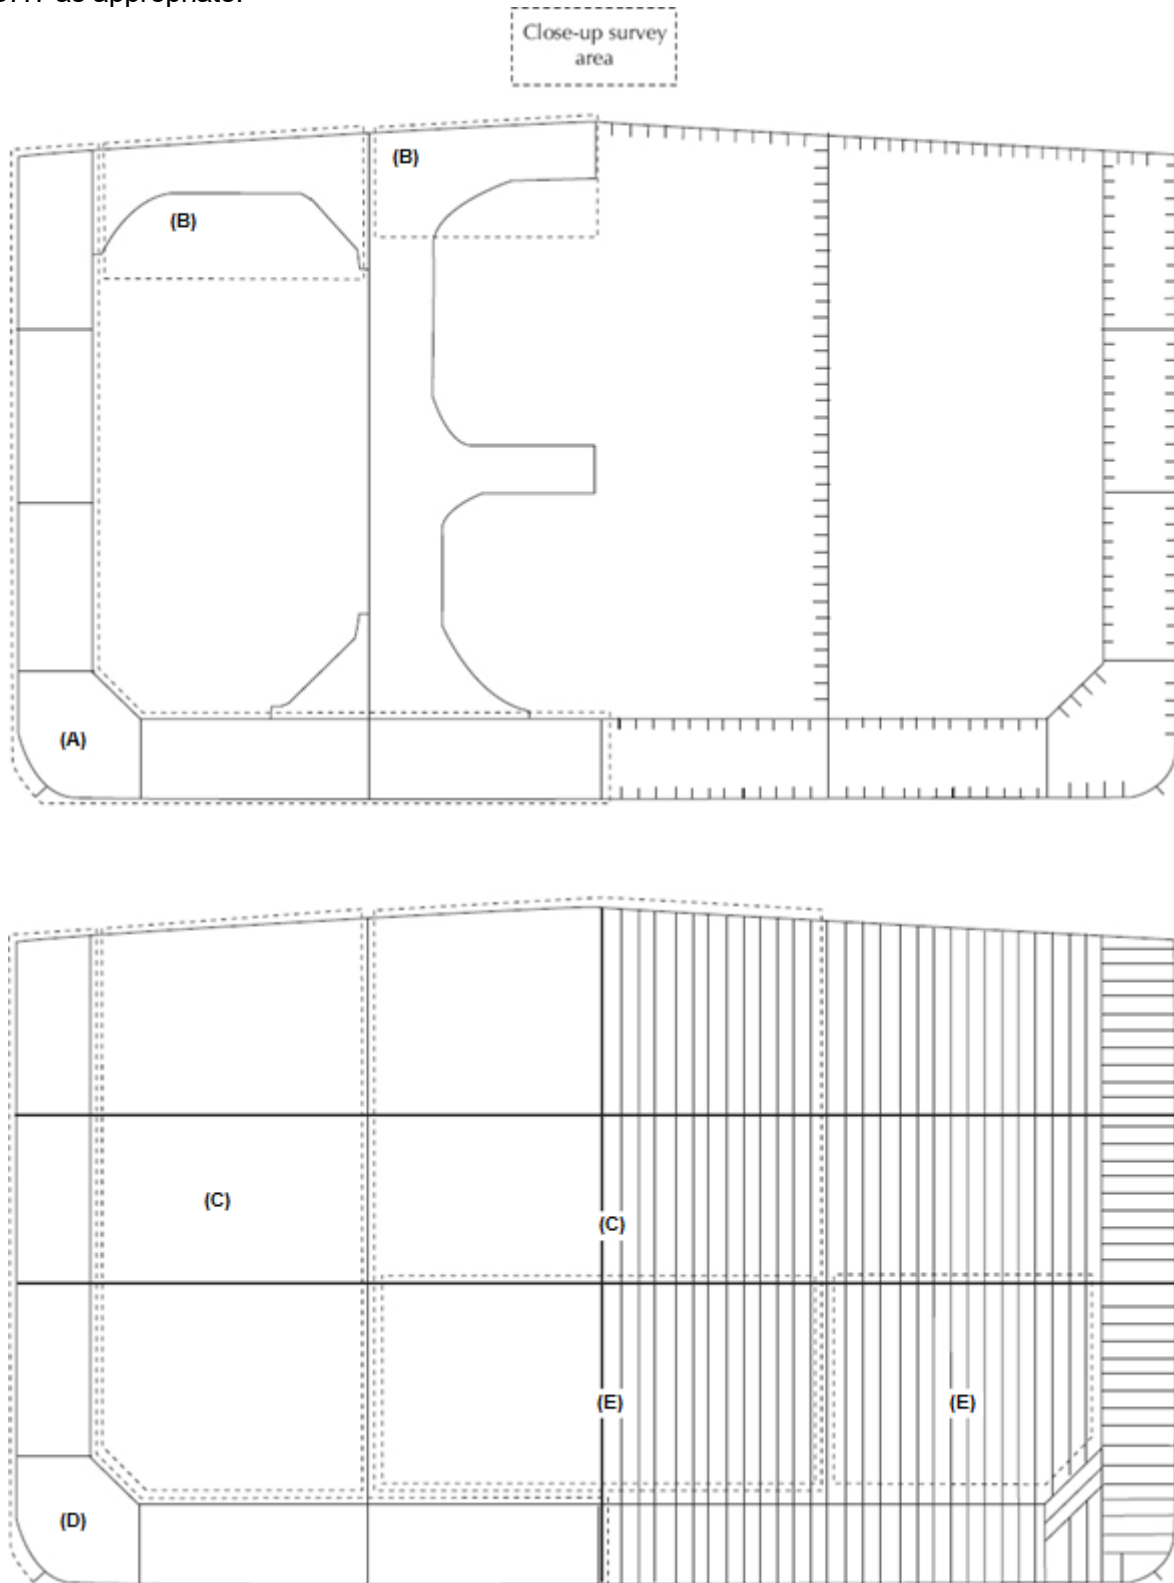 as appropriate.
Close-up survey
area
(B)
(B)
(A)
(C)
(C)
(E)
(E)
(D)